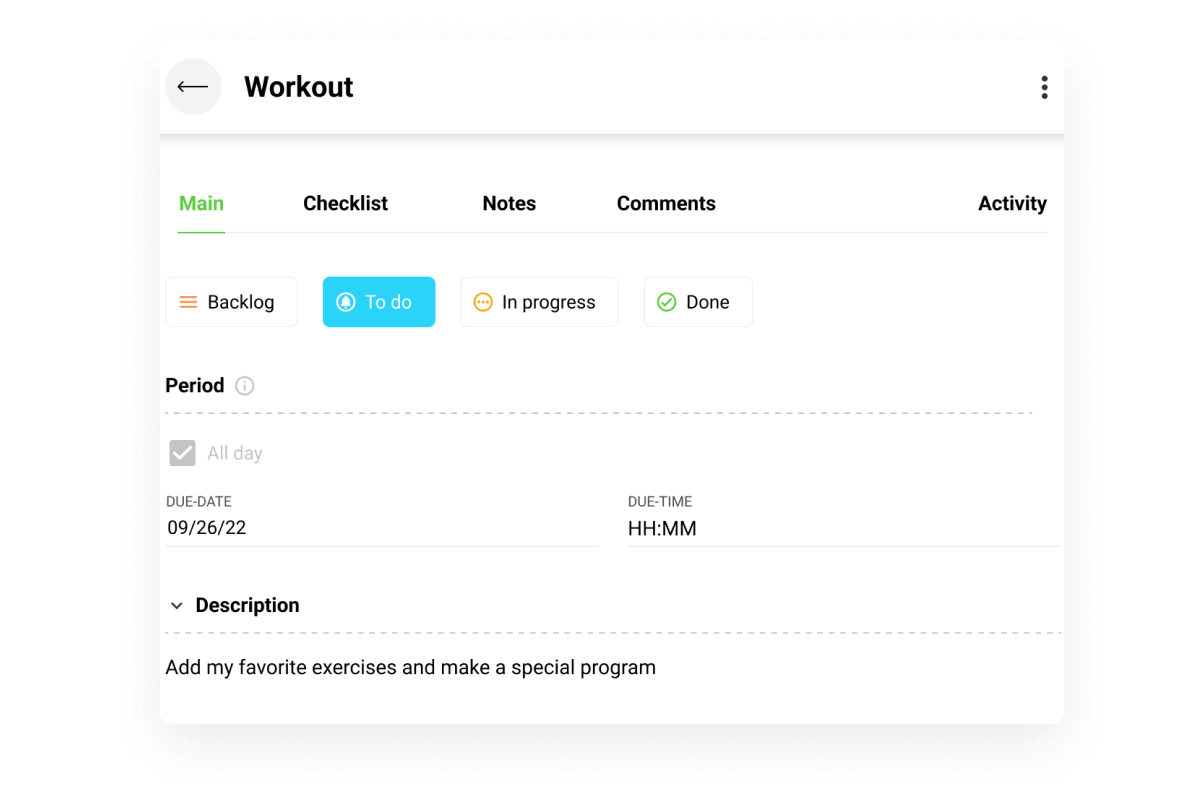 Workout
Main Checklist Notes Comments Activity
Backlog To do In progress Done
Period
All day
DUE-DATE DUE-TIME
09/26/22 HH:MM
Description
Add my favorite exercises and make a special program